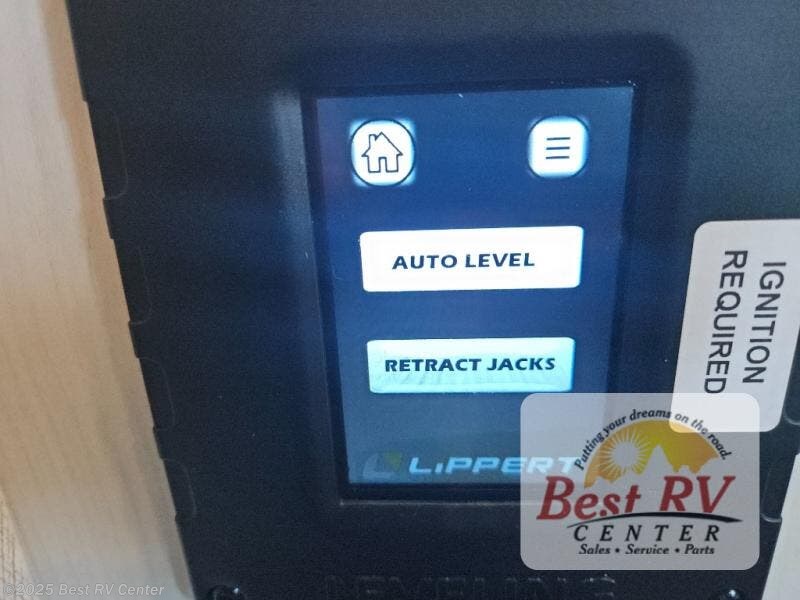 AUTO LEVEL
RETRACT JACKS
LiPPERT
IGNITION
REQUIRED
Putting your dreams on the road.
Best RV
CENTER
Sales • Service • Parts
©2025 Best RV Center